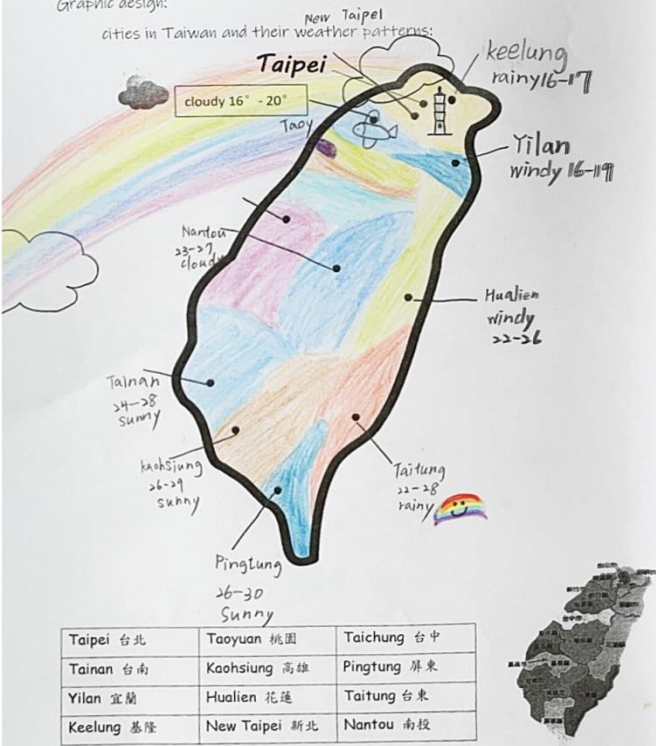 Graphic design:
cities in Taiwan and their weather patterns:
New Taipei
Taipei
keelung
rainy 16-17
cloudy 16° - 20°
Taoy
Yilan
windy 16-19
Nantou
23-27
cloudy
Hualien
windy
22-26
Tainan
24-28
sunny
kaohsiung
26-29
sunny
Taitung
22-28
rainy
Pingtung
26-30
Sunny
Taipei 台北 Taoyuan 桃園 Taichung 台中
Tainan 台南 Kaohsiung 高雄 Pingtung 屏東
Yilan 宜蘭 Hualien 花蓮 Taitung 台東
Keelung 基隆 New Taipei 新北 Nantou 南投